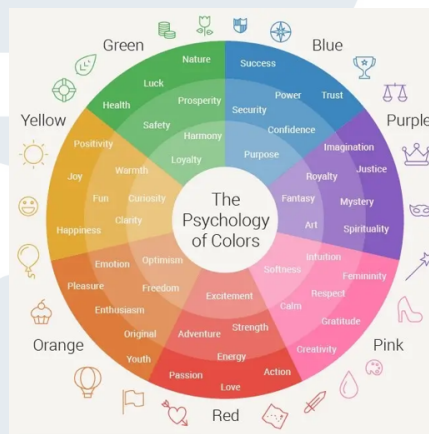 Green
Nature
Luck
Health
Prosperity
Safety
Harmony
Loyalty
Blue
Success
Power
Trust
Security
Confidence
Purpose
Purple
Imagination
Justice
Royalty
Mystery
Fantasy
Spirituality
Art
Pink
Intuition
Femininity
Softness
Respect
Calm
Gratitude
Creativity
Red
Excitement
Strength
Adventure
Energy
Action
Passion
Love
Orange
Optimism
Emotion
Freedom
Pleasure
Enthusiasm
Original
Youth
Yellow
Positivity
Warmth
Joy
Fun
Curiosity
Clarity
Happiness
The
Psychology
of Colors